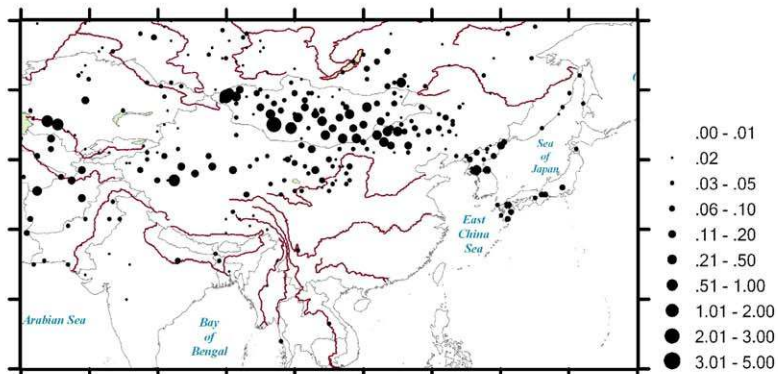 Sea
of
Japan
East
China
Sea
Arabian Sea
Bay
of
Bengal
.00 - .01
.02
.03 - .05
.06 - .10
.11 - .20
.21 - .50
.51 - 1.00
1.01 - 2.00
2.01 - 3.00
3.01 - 5.00